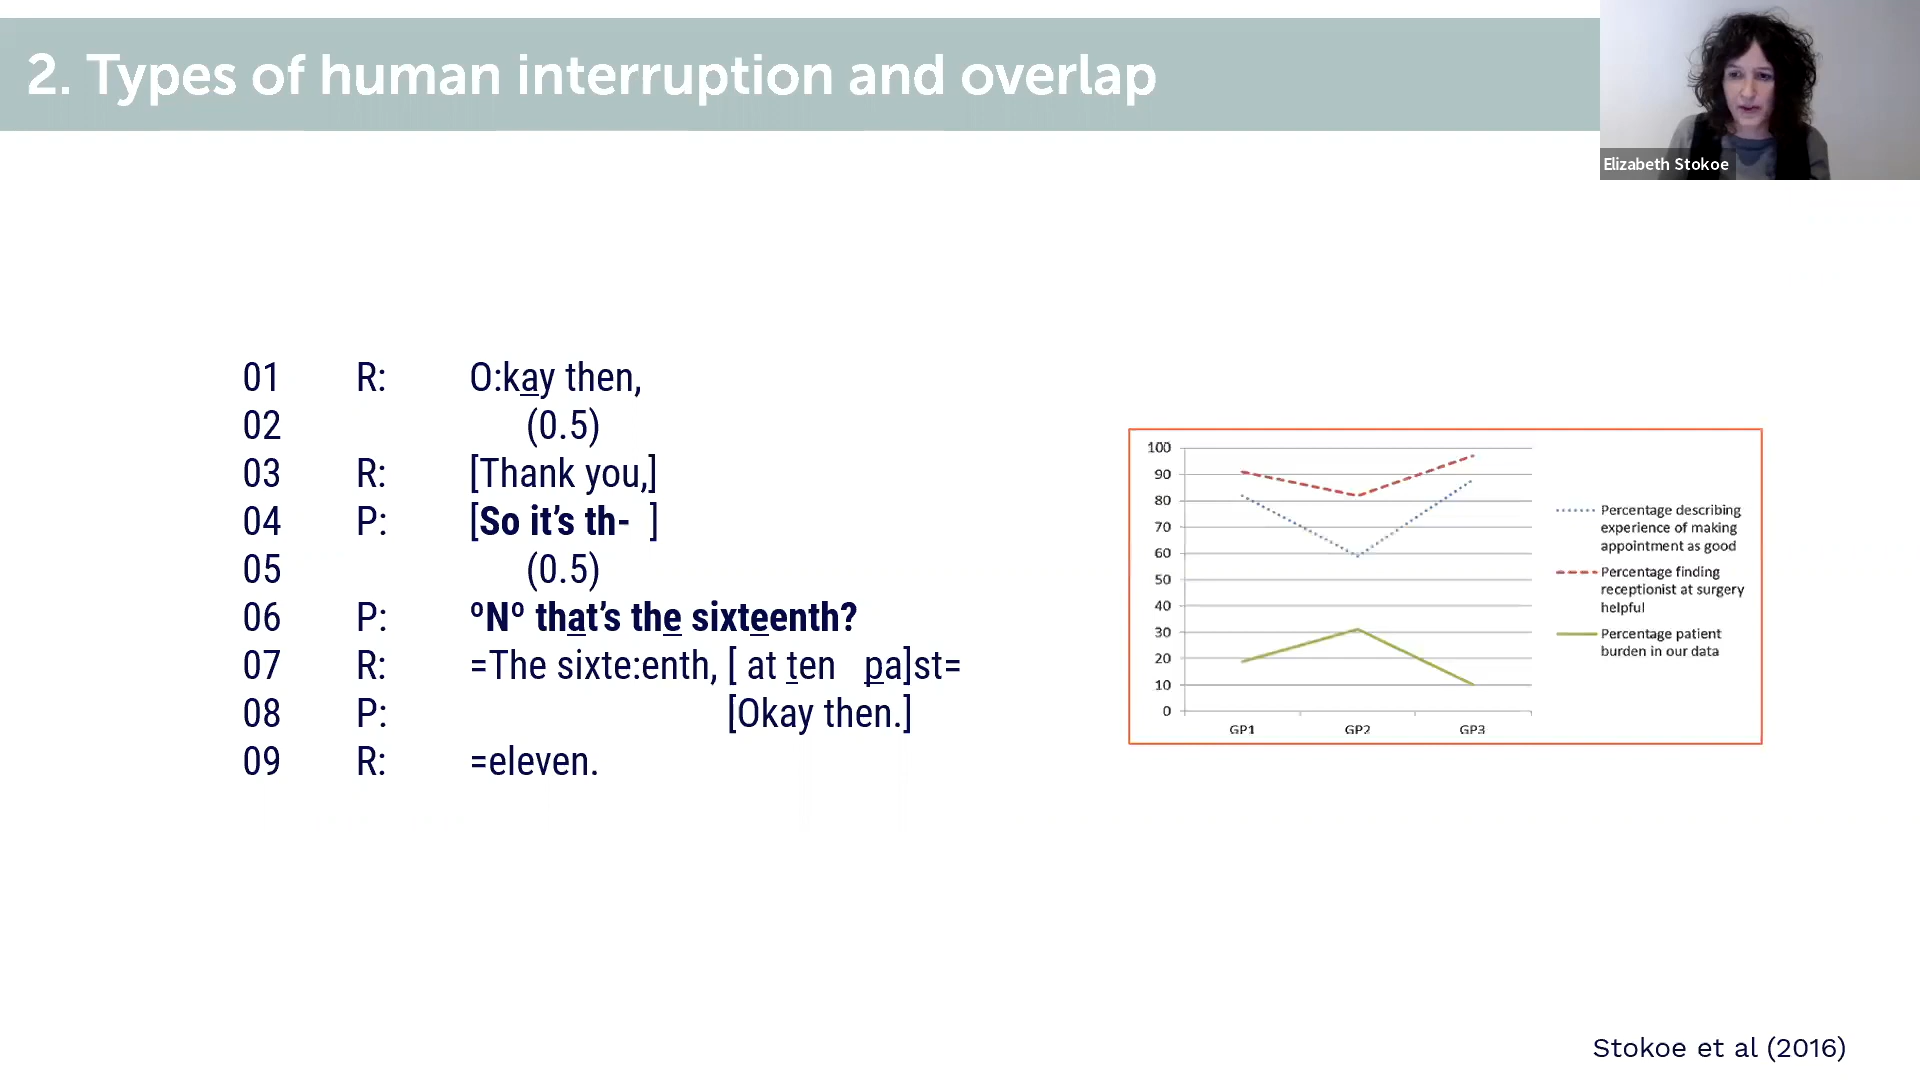 2. Types of human interruption and overlap
Elizabeth Stokoe
01 R: O:kay then,
02 (0.5)
03 R: [Thank you,]
04 P: [So it’s th- ]
05 (0.5)
06 P: ºNº that’s the sixteenth?
07 R: =The sixte:enth, [ at ten pa]st=
08 P: [Okay then.]
09 R: =eleven.
100
90
80
70
60
50
40
30
20
10
0
GP1 GP2 GP3
Percentage describing
experience of making
appointment as good
Percentage finding
receptionist at surgery
helpful
Percentage patient
burden in our data
Stokoe et al (2016)